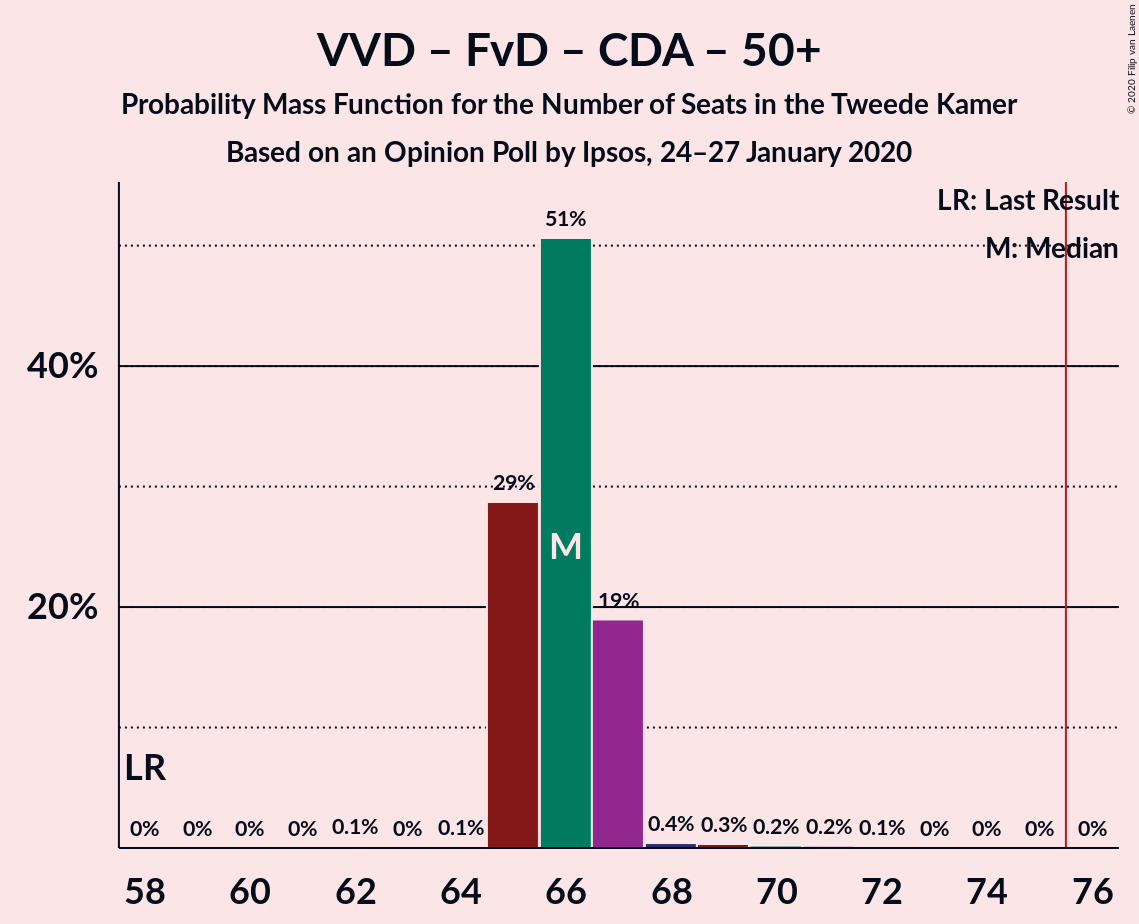 VVD – FvD – CDA – 50+
Probability Mass Function for the Number of Seats in the Tweede Kamer
Based on an Opinion Poll by Ipsos, 24–27 January 2020
© 2020 Filip van Laenen
LR: Last Result
M: Median
51%
40%
29%
M
19%
20%
LR
0% 0% 0% 0% 0.1% 0% 0.1% 0.4% 0.3% 0.2% 0.2% 0.1% 0% 0% 0% 0%
58 60 62 64 66 68 70 72 74 76